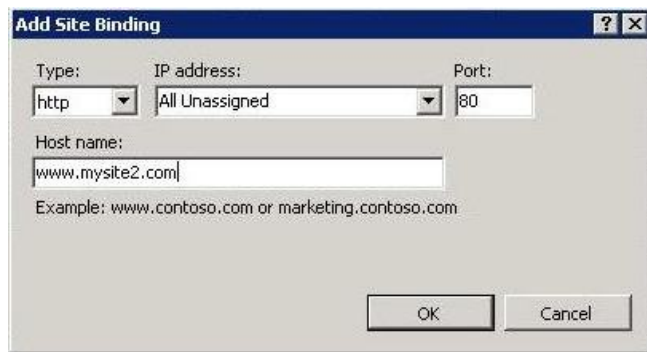 Add Site Binding
Type: IP address: Port:
http All Unassigned 80
Host name:
www.mysite2.com
Example: www.contoso.com or marketing.contoso.com
OK Cancel